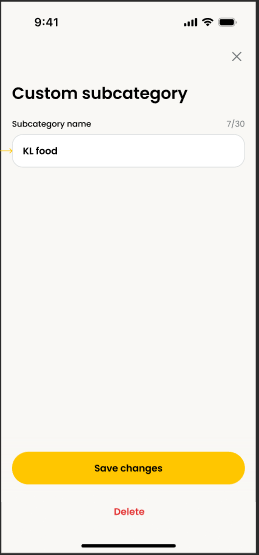 9:41
Custom subcategory
Subcategory name 7/30
KL food
Save changes
Delete